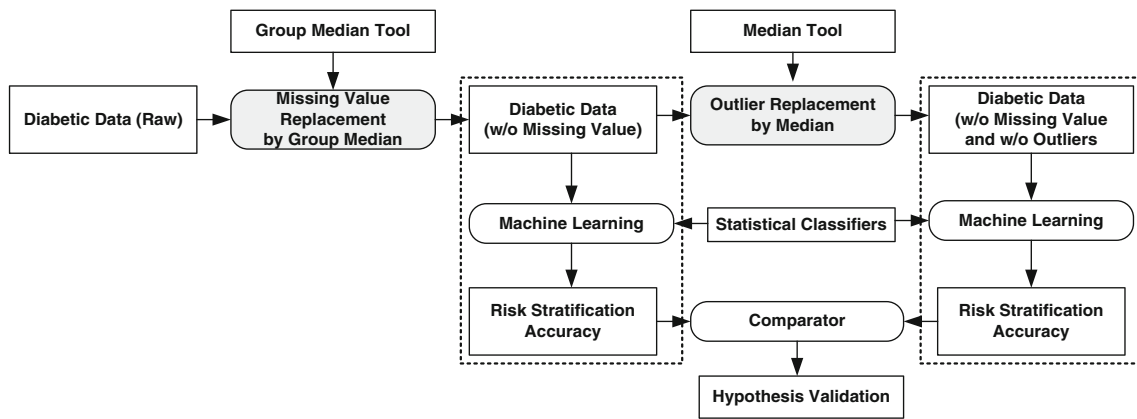 Group Median Tool
Median Tool
Diabetic Data (Raw)
Missing Value
Replacement
by Group Median
Diabetic Data
(w/o Missing Value)
Outlier Replacement
by Median
Diabetic Data
(w/o Missing Value
and w/o Outliers
Machine Learning
Statistical Classifiers
Machine Learning
Risk Stratification
Accuracy
Comparator
Risk Stratification
Accuracy
Hypothesis Validation